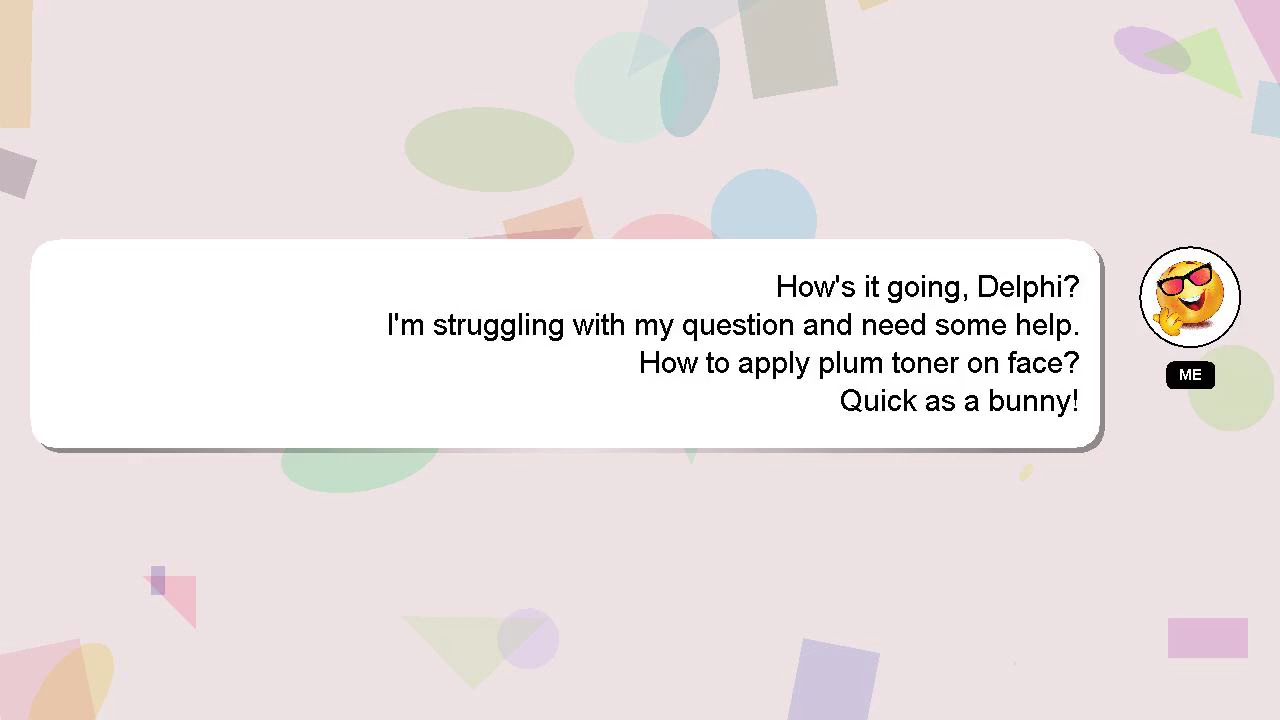 How's it going, Delphi?
I'm struggling with my question and need some help.
How to apply plum toner on face?
Quick as a bunny!
ME